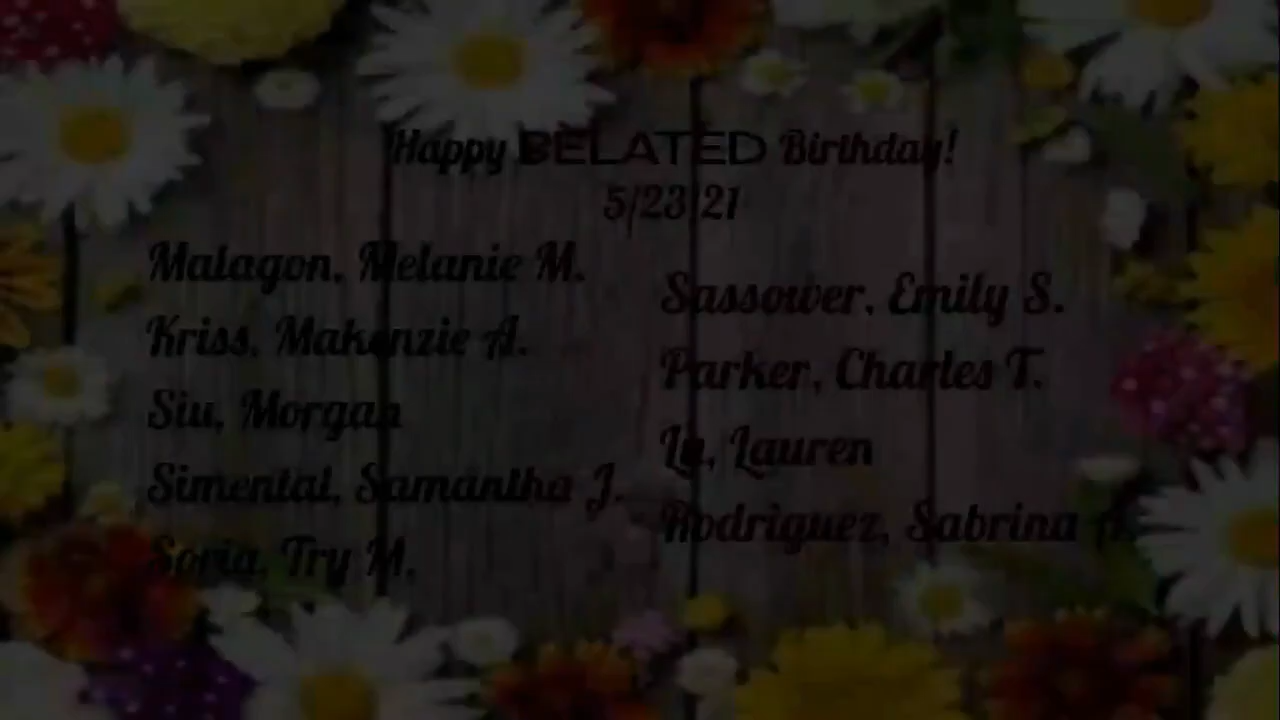 Happy BELATED Birthday!
5/23/21
Malagon, Melanie M.
Kriss, Makenzie A.
Siu, Morgan
Simental, Samantha J.
Soria, Try M.
Sassower, Emily S.
Parker, Charles T.
Lauren
Rodriguez, Sabrina